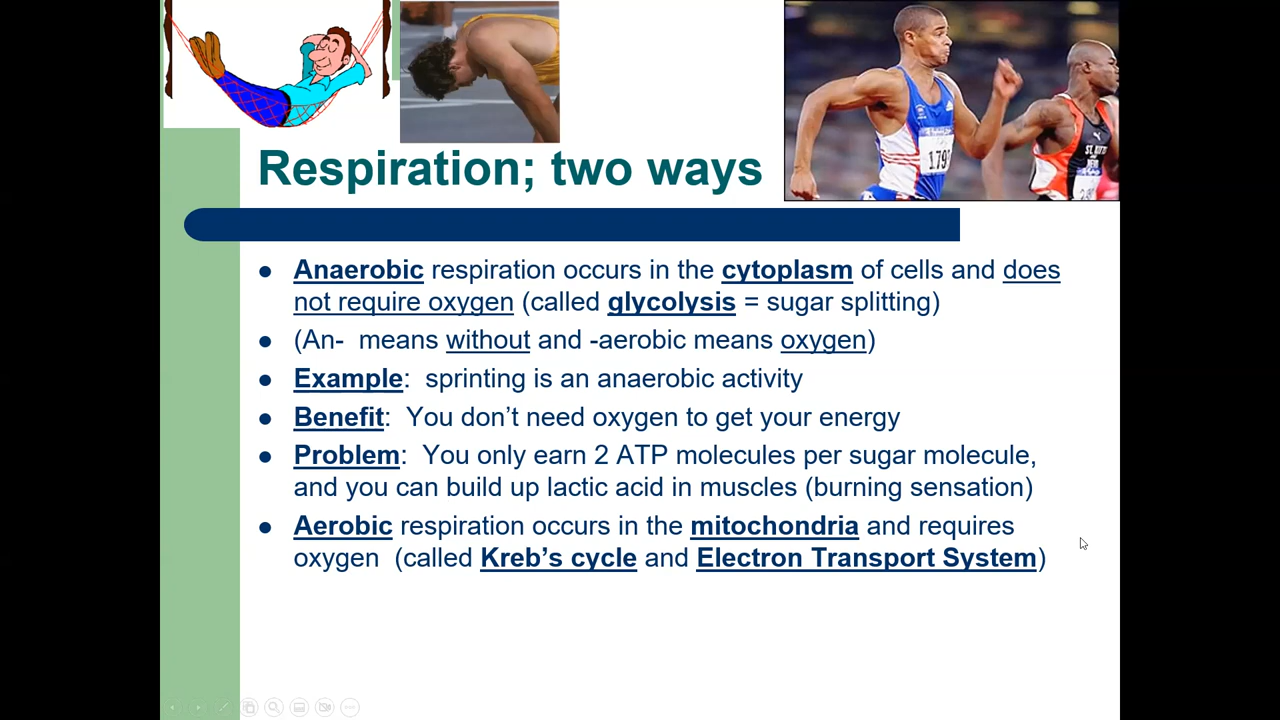 Respiration; two ways
● Anaerobic respiration occurs in the cytoplasm of cells and does
not require oxygen (called glycolysis = sugar splitting)
● (An-  means without and -aerobic means oxygen)
● Example:  sprinting is an anaerobic activity
● Benefit:  You don’t need oxygen to get your energy
● Problem:  You only earn 2 ATP molecules per sugar molecule,
and you can build up lactic acid in muscles (burning sensation)
● Aerobic respiration occurs in the mitochondria and requires
oxygen  (called Kreb’s cycle and Electron Transport System)